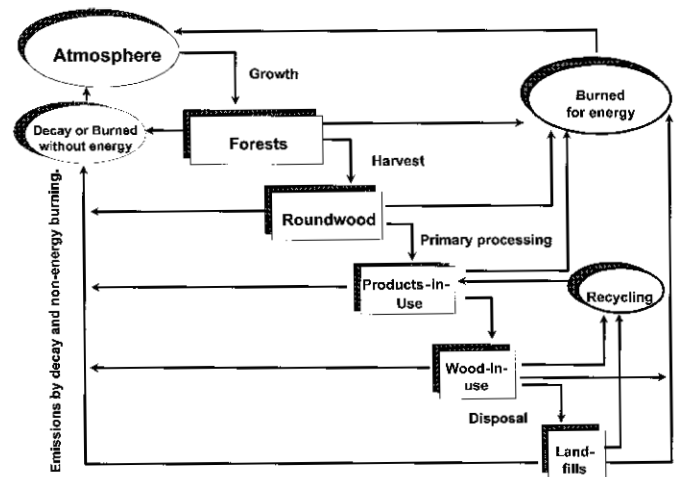 Atmosphere
Growth
Burned
for energy
Decay or Burned
without energy
Forests
Harvest
Roundwood
Primary processing
Products-in-
Use
Recycling
Wood-In-
use
Disposal
Land-
fills
Emissions by decay and non-energy burning.